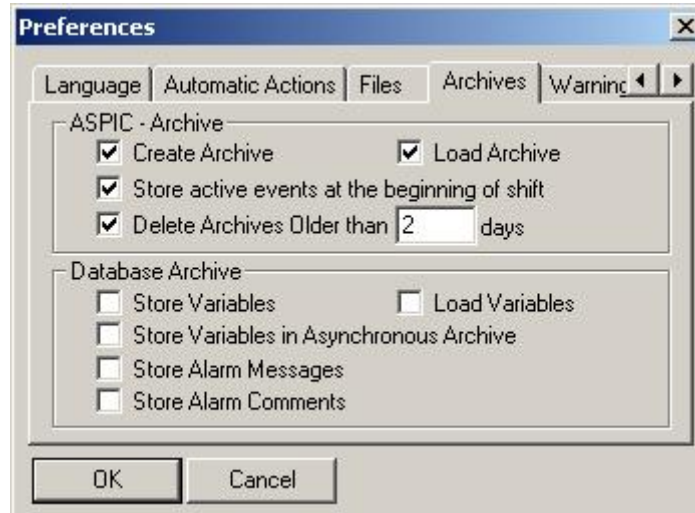 Preferences
Language Automatic Actions Files Archives Warning
ASPIC - Archive
Create Archive Load Archive
Store active events at the beginning of shift
Delete Archives Older than 2 days
Database Archive
Store Variables Load Variables
Store Variables in Asynchronous Archive
Store Alarm Messages
Store Alarm Comments
OK Cancel